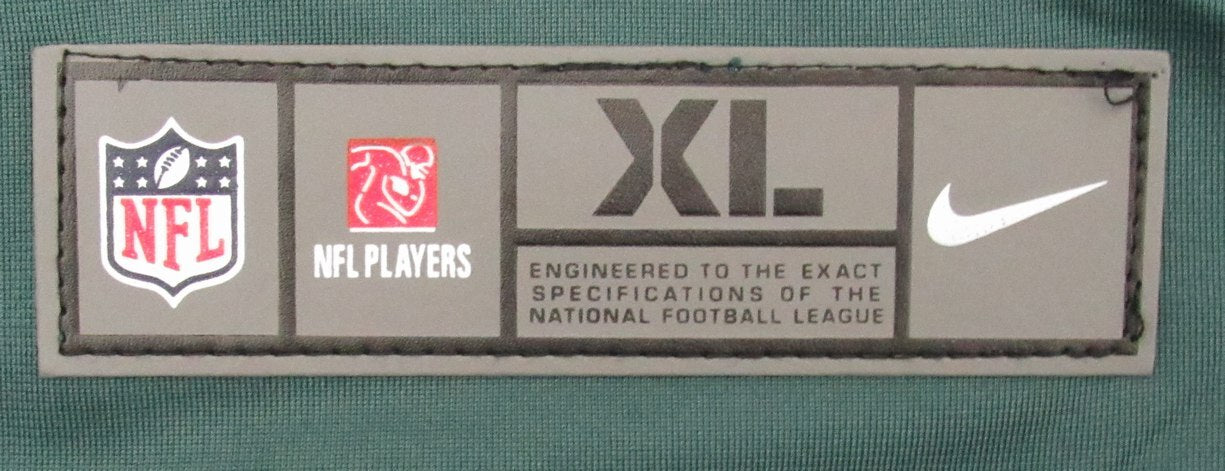 NFL
NFL PLAYERS
XL
ENGINEERED TO THE EXACT
SPECIFICATIONS OF THE
NATIONAL FOOTBALL LEAGUE